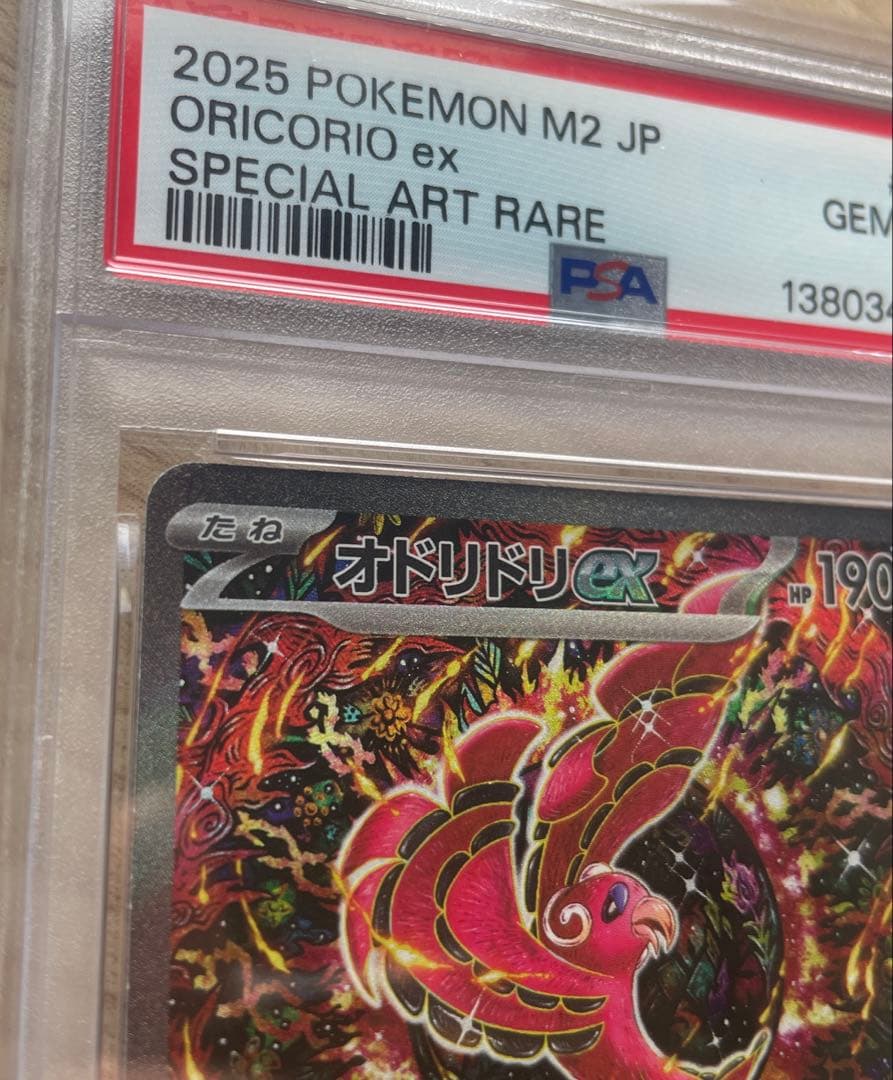 2025 POKEMON M2 JP
ORICORIO ex
SPECIAL ART RARE
GEM
PSA
138034
たね
オドリドリex
HP 190